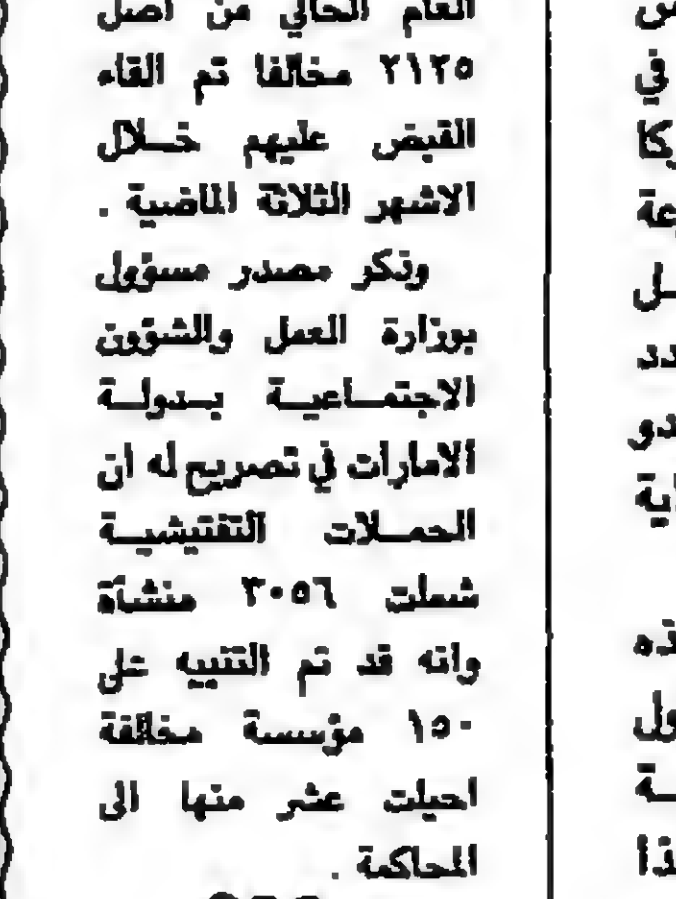 العام الحالي من اصل
٢١٢٥ مخالفا تم القاء
القبض عليهم خلال
الاشهر الثلاثة الماضية .
وذكر مصدر مسؤول
بوزارة العمل والشؤون
الاجتماعية بدولة
الامارات في تصريح له ان
الحملات التفتيشية
شملت ٣٠٥٦ منشأة
وانه قد تم التنبيه على
١٥٠ مؤسسة مخالفة
احيلت عشر منها الى
المحاكمة .
في